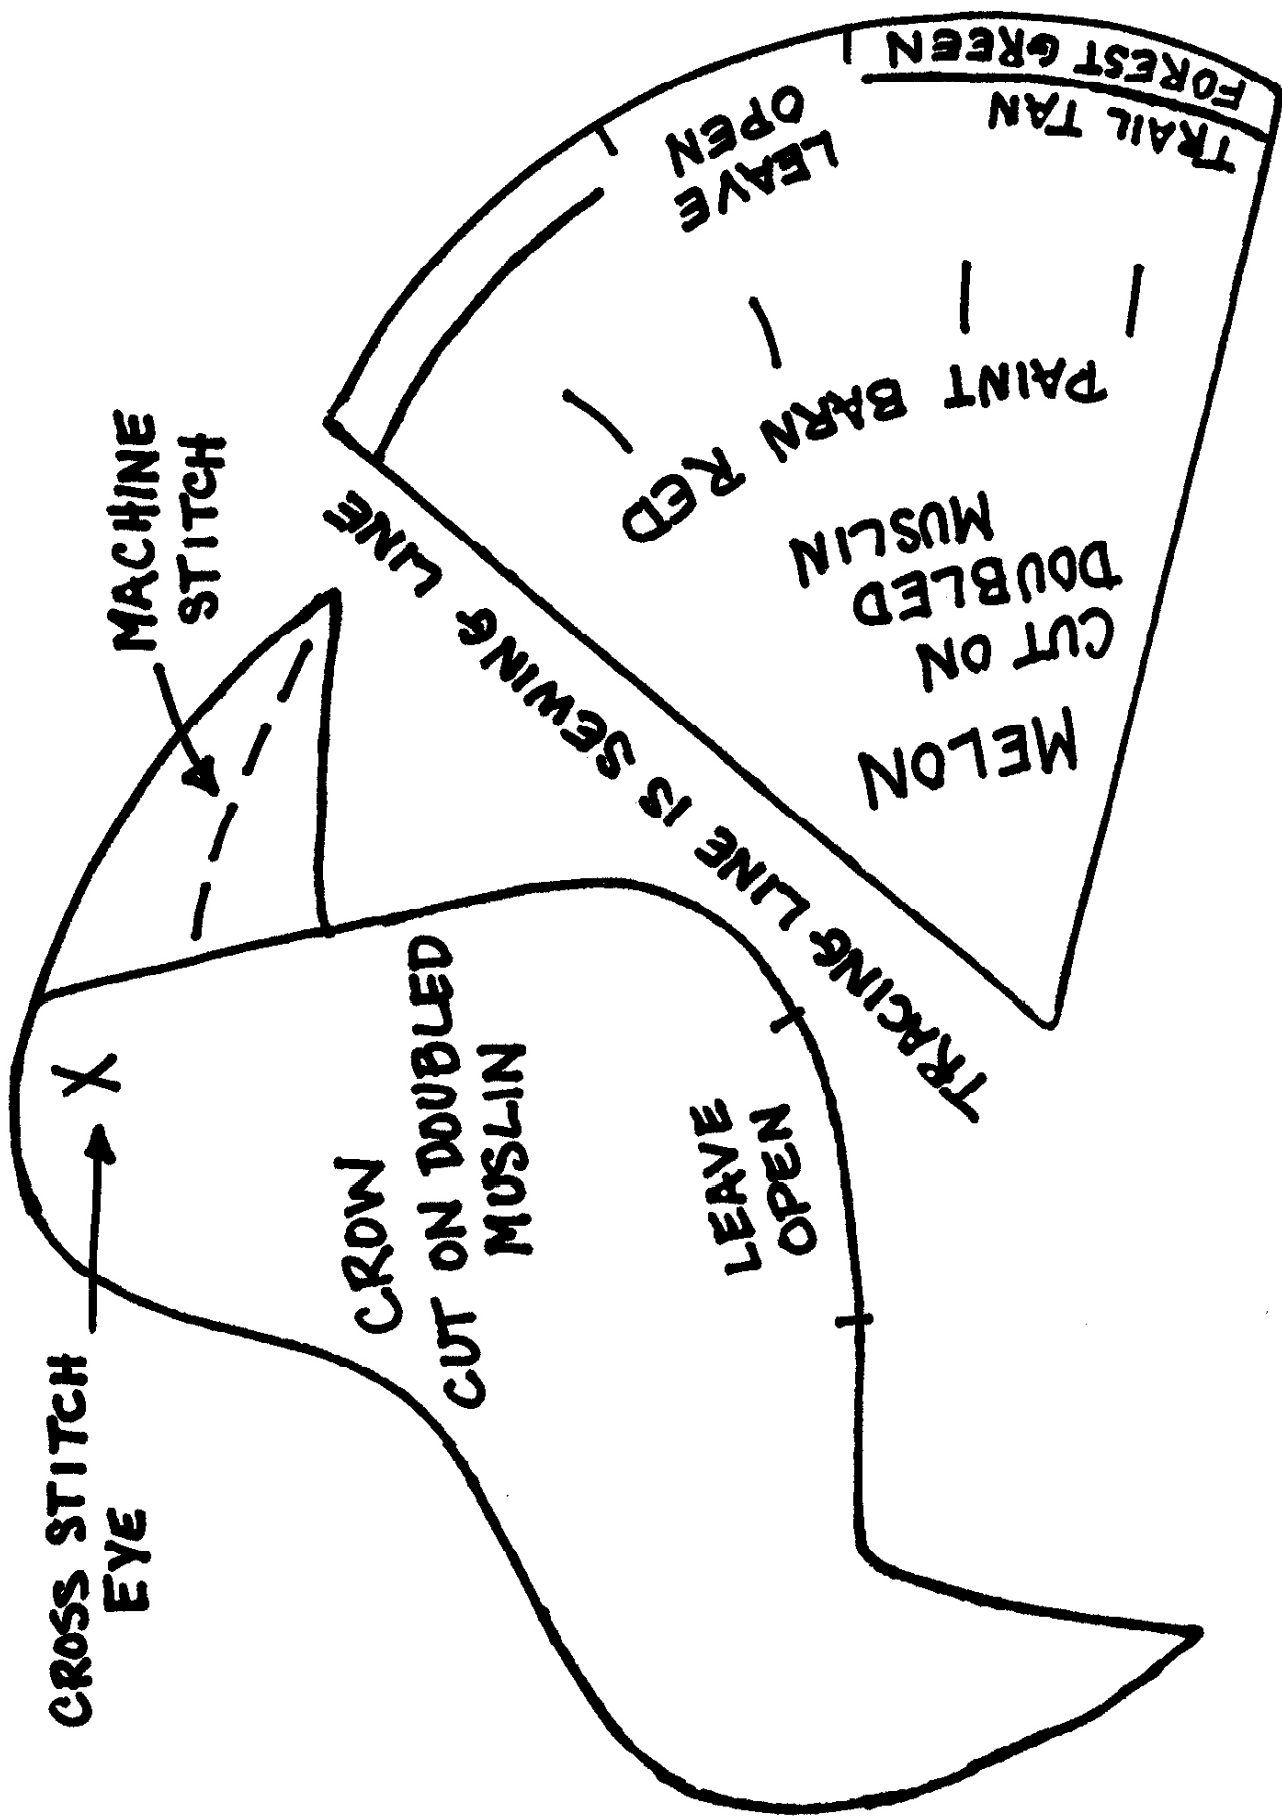 CROSS STITCH
EYE
MACHINE
STITCH
CROW
CUT ON DOUBLED
MUSLIN
LEAVE
OPEN
TRACING LINE IS SEWING LINE
MELON
CUT ON
DOUBLED
MUSLIN
PAINT BARN RED
LEAVE
OPEN
TRAIL TAN
FOREST GREEN